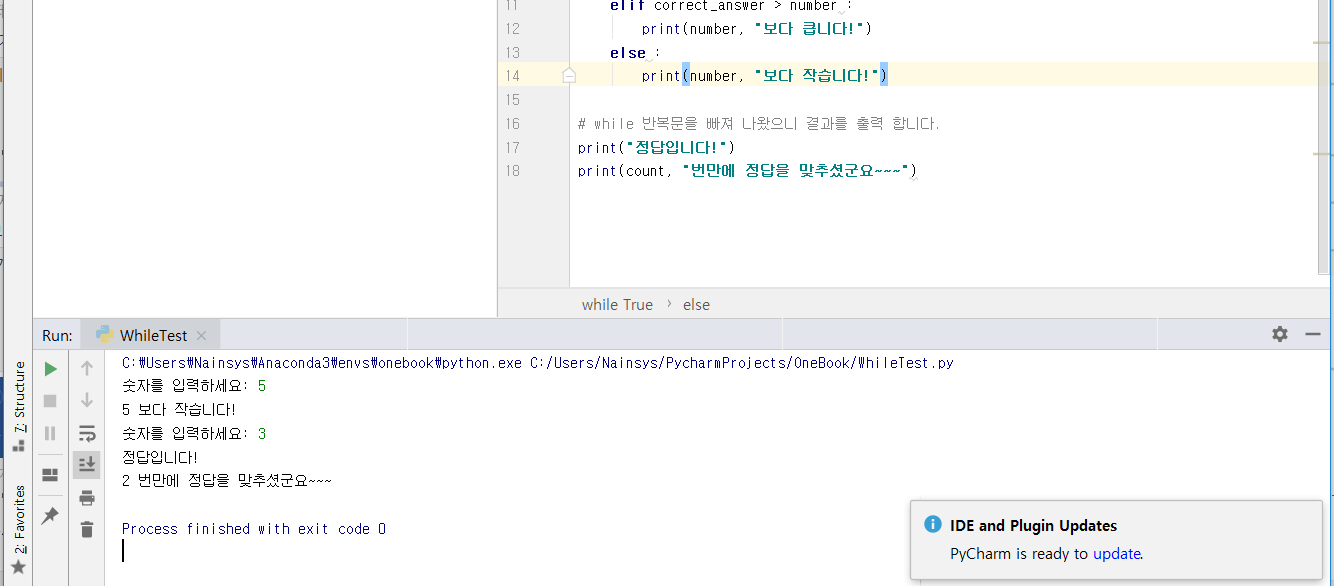 11 elif correct_answer > number :
12 print(number, "보다 큽니다!")
13 else :
14 print(number, "보다 작습니다!")
15
16 # while 반복문을 빠져 나왔으니 결과를 출력 합니다.
17 print("정답입니다!")
18 print(count, "번만에 정답을 맞추셨군요~~~")
while True › else
Run: WhileTest
C:\Users\Nainsys\Anaconda3\envs\onebook\python.exe C:/Users/Nainsys/PycharmProjects/OneBook/WhileTest.py
숫자를 입력하세요: 5
5 보다 작습니다!
숫자를 입력하세요: 3
정답입니다!
2 번만에 정답을 맞추셨군요~~~
Process finished with exit code 0
7: Structure
2: Favorites
IDE and Plugin Updates
PyCharm is ready to update.